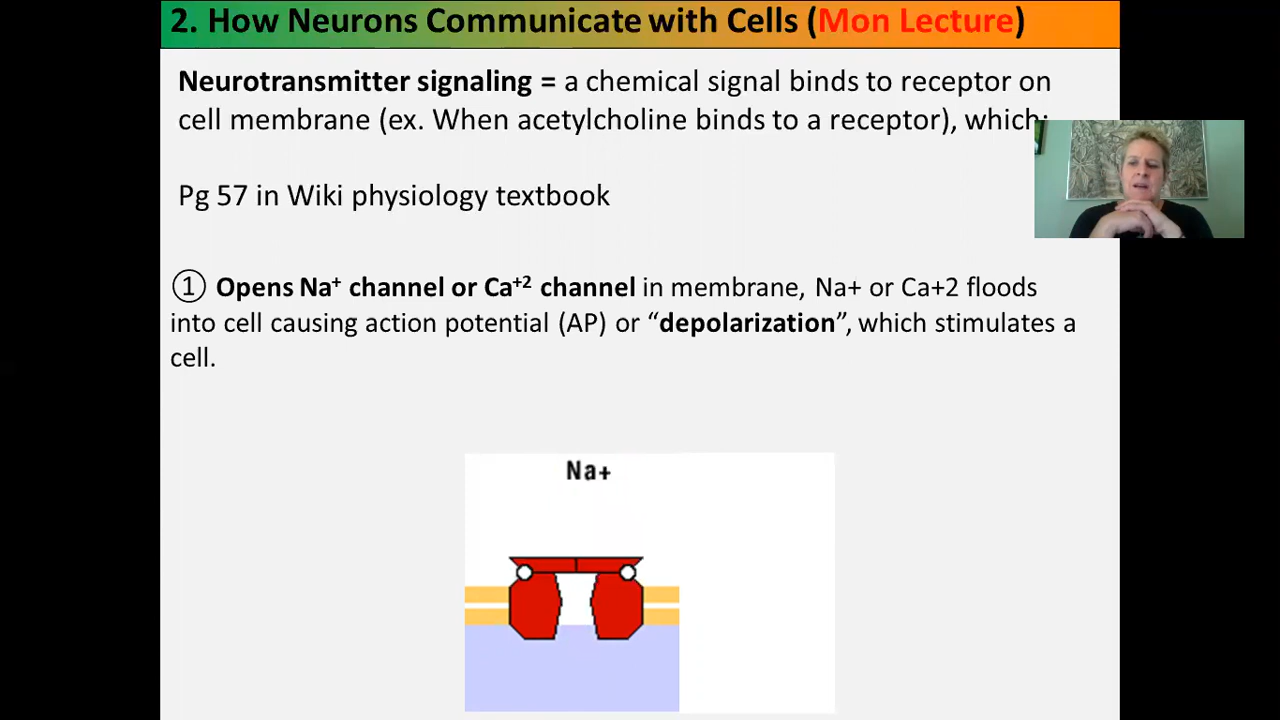 2. How Neurons Communicate with Cells (Mon Lecture)
Neurotransmitter signaling = a chemical signal binds to receptor on
cell membrane (ex. When acetylcholine binds to a receptor), which:
Pg 57 in Wiki physiology textbook
① Opens Na⁺ channel or Ca⁺² channel in membrane, Na+ or Ca+2 floods
into cell causing action potential (AP) or “depolarization”, which stimulates a
cell.
Na+